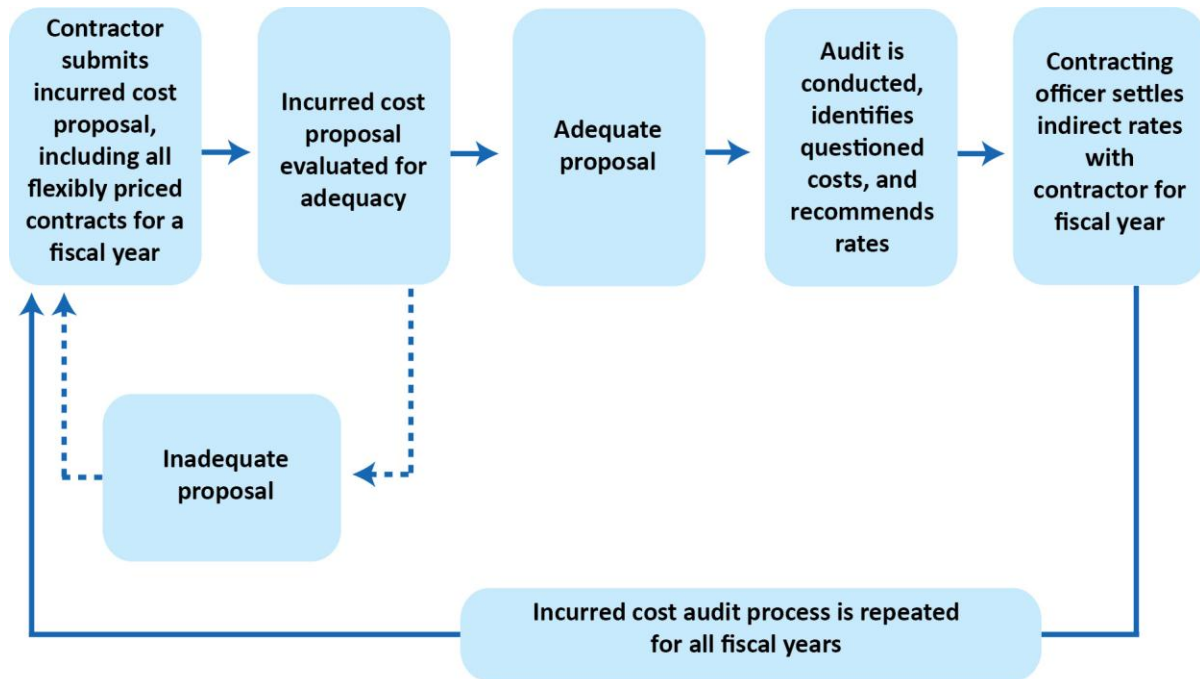 Contractor
submits
incurred cost
proposal,
including all
flexibly priced
contracts for a
fiscal year
Incurred cost
proposal
evaluated for
adequacy
Adequate
proposal
Audit is
conducted,
identifies
questioned
costs, and
recommends
rates
Contracting
officer settles
indirect rates
with
contractor for
fiscal year
Inadequate
proposal
Incurred cost audit process is repeated
for all fiscal years